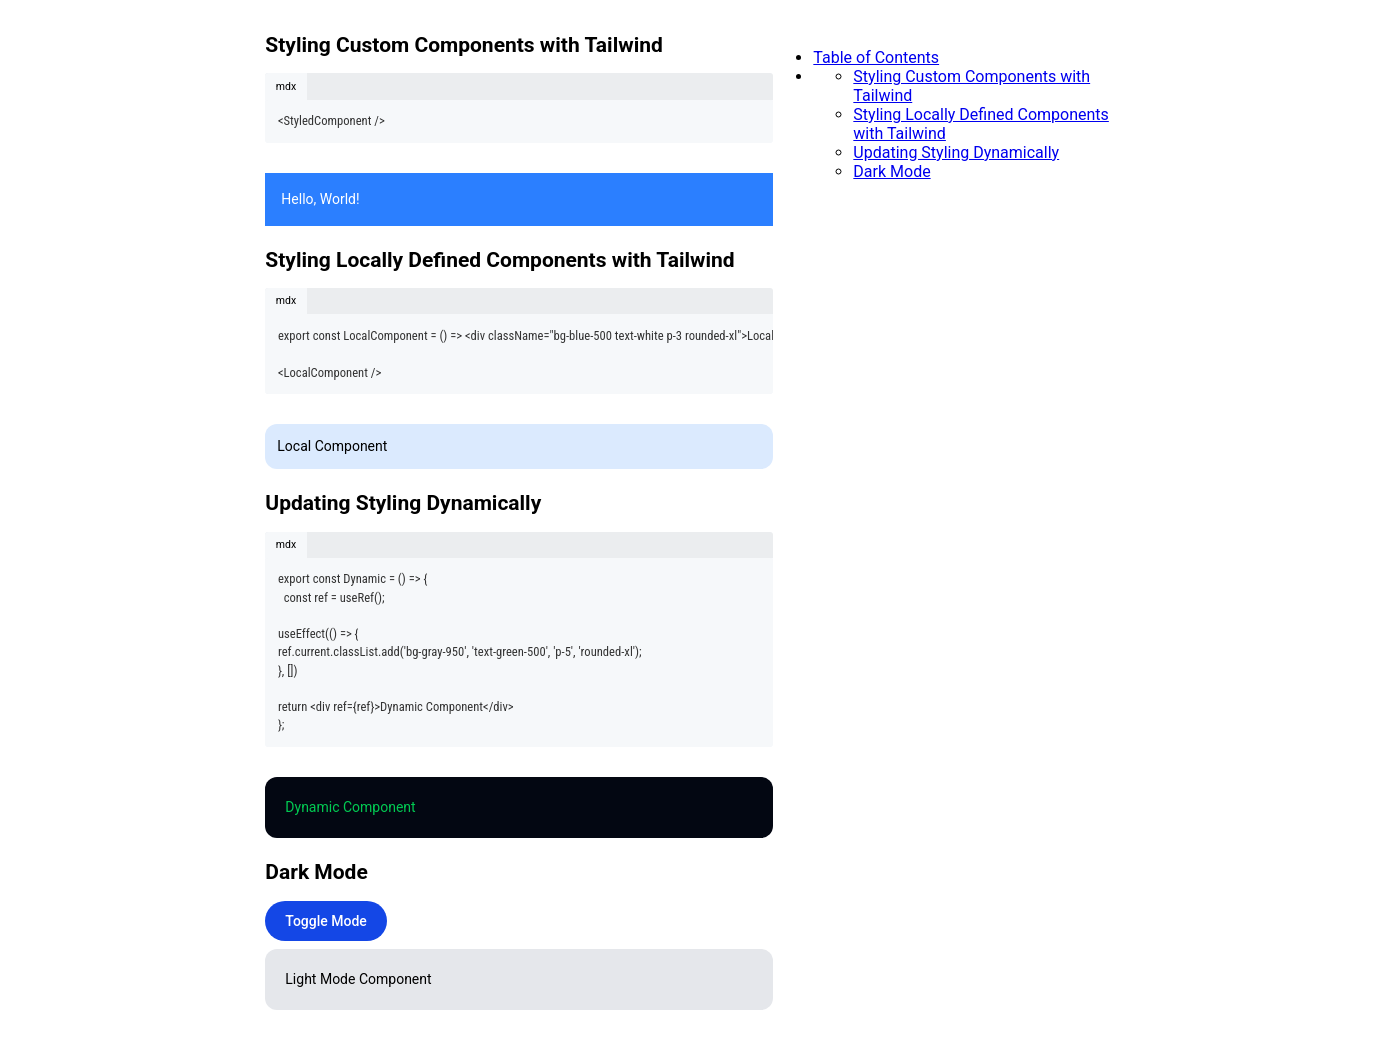 Styling Custom Components with Tailwind
mdx
<StyledComponent />
Hello, World!
Styling Locally Defined Components with Tailwind
mdx
export const LocalComponent = () => <div className="bg-blue-500 text-white p-3 rounded-xl">Local
<LocalComponent />
Local Component
Updating Styling Dynamically
mdx
export const Dynamic = () => {
  const ref = useRef();
useEffect(() => {
ref.current.classList.add('bg-gray-950', 'text-green-500', 'p-5', 'rounded-xl');
}, [])
return <div ref={ref}>Dynamic Component</div>
};
Dynamic Component
Dark Mode
Toggle Mode
Light Mode Component
Table of Contents
Styling Custom Components with
Tailwind
Styling Locally Defined Components
with Tailwind
Updating Styling Dynamically
Dark Mode